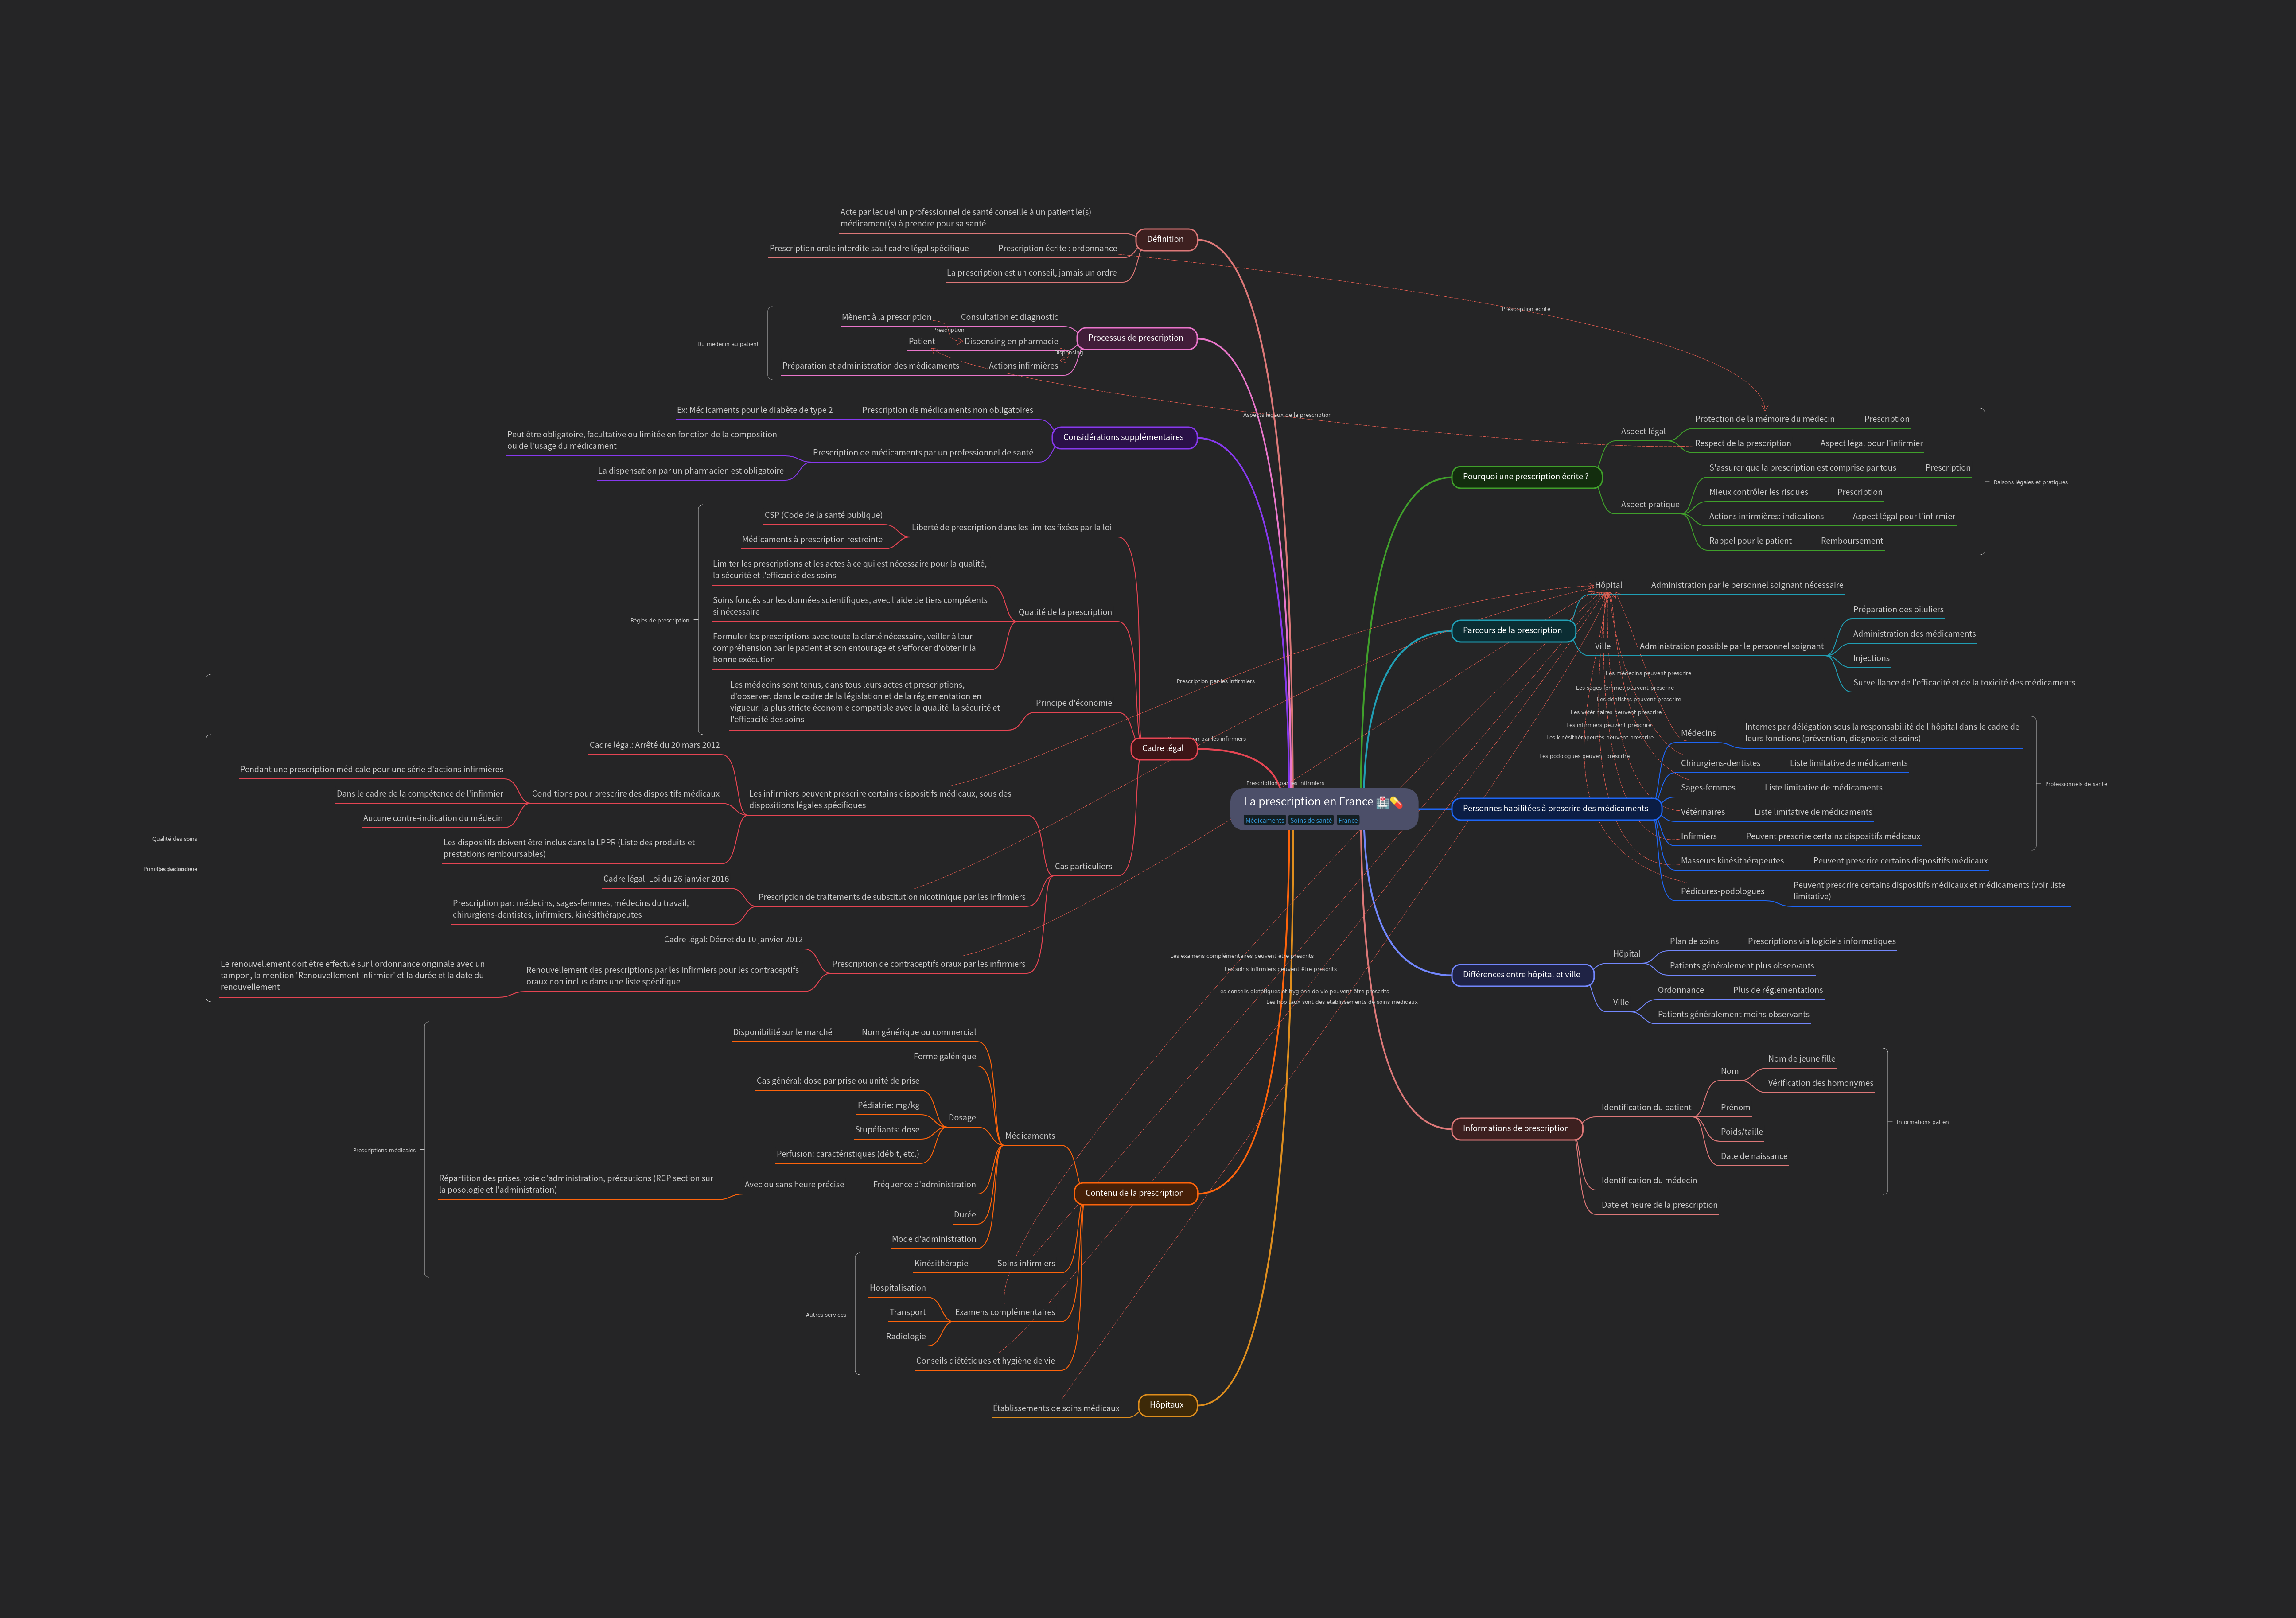 La prescription en France 🏥💊
Médicaments
Soins de santé
France
Définition
Acte par lequel un professionnel de santé conseille à un patient le(s)
médicament(s) à prendre pour sa santé
Prescription écrite : ordonnance
Prescription orale interdite sauf cadre légal spécifique
La prescription est un conseil, jamais un ordre
Prescription écrite
Processus de prescription
Consultation et diagnostic
Mènent à la prescription
Prescription
Dispensing en pharmacie
Patient
Dispensing
Actions infirmières
Préparation et administration des médicaments
Du médecin au patient
Aspects légaux de la prescription
Considérations supplémentaires
Prescription de médicaments non obligatoires
Ex: Médicaments pour le diabète de type 2
Prescription de médicaments par un professionnel de santé
Peut être obligatoire, facultative ou limitée en fonction de la composition
ou de l'usage du médicament
La dispensation par un pharmacien est obligatoire
Cadre légal
Liberté de prescription dans les limites fixées par la loi
CSP (Code de la santé publique)
Médicaments à prescription restreinte
Qualité de la prescription
Limiter les prescriptions et les actes à ce qui est nécessaire pour la qualité,
la sécurité et l'efficacité des soins
Soins fondés sur les données scientifiques, avec l'aide de tiers compétents
si nécessaire
Formuler les prescriptions avec toute la clarté nécessaire, veiller à leur
compréhension par le patient et son entourage et s'efforcer d'obtenir la
bonne exécution
Principe d'économie
Les médecins sont tenus, dans tous leurs actes et prescriptions,
d'observer, dans le cadre de la législation et de la réglementation en
vigueur, la plus stricte économie compatible avec la qualité, la sécurité et
l'efficacité des soins
Règles de prescription
Cas particuliers
Les infirmiers peuvent prescrire certains dispositifs médicaux, sous des
dispositions légales spécifiques
Cadre légal: Arrêté du 20 mars 2012
Conditions pour prescrire des dispositifs médicaux
Pendant une prescription médicale pour une série d'actions infirmières
Dans le cadre de la compétence de l'infirmier
Aucune contre-indication du médecin
Les dispositifs doivent être inclus dans la LPPR (Liste des produits et
prestations remboursables)
Prescription de traitements de substitution nicotinique par les infirmiers
Cadre légal: Loi du 26 janvier 2016
Prescription par: médecins, sages-femmes, médecins du travail,
chirurgiens-dentistes, infirmiers, kinésithérapeutes
Prescription de contraceptifs oraux par les infirmiers
Cadre légal: Décret du 10 janvier 2012
Renouvellement des prescriptions par les infirmiers pour les contraceptifs
oraux non inclus dans une liste spécifique
Le renouvellement doit être effectué sur l'ordonnance originale avec un
tampon, la mention 'Renouvellement infirmier' et la durée et la date du
renouvellement
Qualité des soins
Prescription par les infirmiers
par les infirmiers
Prescription par les infirmiers
Contenu de la prescription
Médicaments
Nom générique ou commercial
Disponibilité sur le marché
Forme galénique
Dosage
Cas général: dose par prise ou unité de prise
Pédiatrie: mg/kg
Stupéfiants: dose
Perfusion: caractéristiques (débit, etc.)
Fréquence d'administration
Avec ou sans heure précise
Répartition des prises, voie d'administration, précautions (RCP section sur
la posologie et l'administration)
Durée
Mode d'administration
Prescriptions médicales
Soins infirmiers
Kinésithérapie
Examens complémentaires
Hospitalisation
Transport
Radiologie
Conseils diététiques et hygiène de vie
Autres services
Les examens complémentaires peuvent être prescrits
Les soins infirmiers peuvent être prescrits
Les conseils diététiques et hygiène de vie peuvent être prescrits
Les hôpitaux sont des établissements de soins médicaux
Hôpitaux
Établissements de soins médicaux
Pourquoi une prescription écrite ?
Aspect légal
Protection de la mémoire du médecin
Prescription
Respect de la prescription
Aspect légal pour l'infirmier
Aspect pratique
S'assurer que la prescription est comprise par tous
Prescription
Mieux contrôler les risques
Prescription
Actions infirmières: indications
Aspect légal pour l'infirmier
Rappel pour le patient
Remboursement
Raisons légales et pratiques
Parcours de la prescription
Hôpital
Administration par le personnel soignant nécessaire
Ville
Administration possible par le personnel soignant
Préparation des piluliers
Administration des médicaments
Injections
Surveillance de l'efficacité et de la toxicité des médicaments
Les médecins peuvent prescrire
Les sages-femmes peuvent prescrire
Les dentistes peuvent prescrire
Les vétérinaires peuvent prescrire
Les infirmiers peuvent prescrire
Les kinésithérapeutes peuvent prescrire
Les podologues peuvent prescrire
Personnes habilitées à prescrire des médicaments
Médecins
Internes par délégation sous la responsabilité de l'hôpital dans le cadre de
leurs fonctions (prévention, diagnostic et soins)
Chirurgiens-dentistes
Liste limitative de médicaments
Sages-femmes
Liste limitative de médicaments
Vétérinaires
Liste limitative de médicaments
Infirmiers
Peuvent prescrire certains dispositifs médicaux
Masseurs kinésithérapeutes
Peuvent prescrire certains dispositifs médicaux
Pédicures-podologues
Peuvent prescrire certains dispositifs médicaux et médicaments (voir liste
limitative)
Professionnels de santé
Différences entre hôpital et ville
Hôpital
Plan de soins
Prescriptions via logiciels informatiques
Patients généralement plus observants
Ville
Ordonnance
Plus de réglementations
Patients généralement moins observants
Informations de prescription
Identification du patient
Nom
Nom de jeune fille
Vérification des homonymes
Prénom
Poids/taille
Date de naissance
Identification du médecin
Date et heure de la prescription
Informations patient